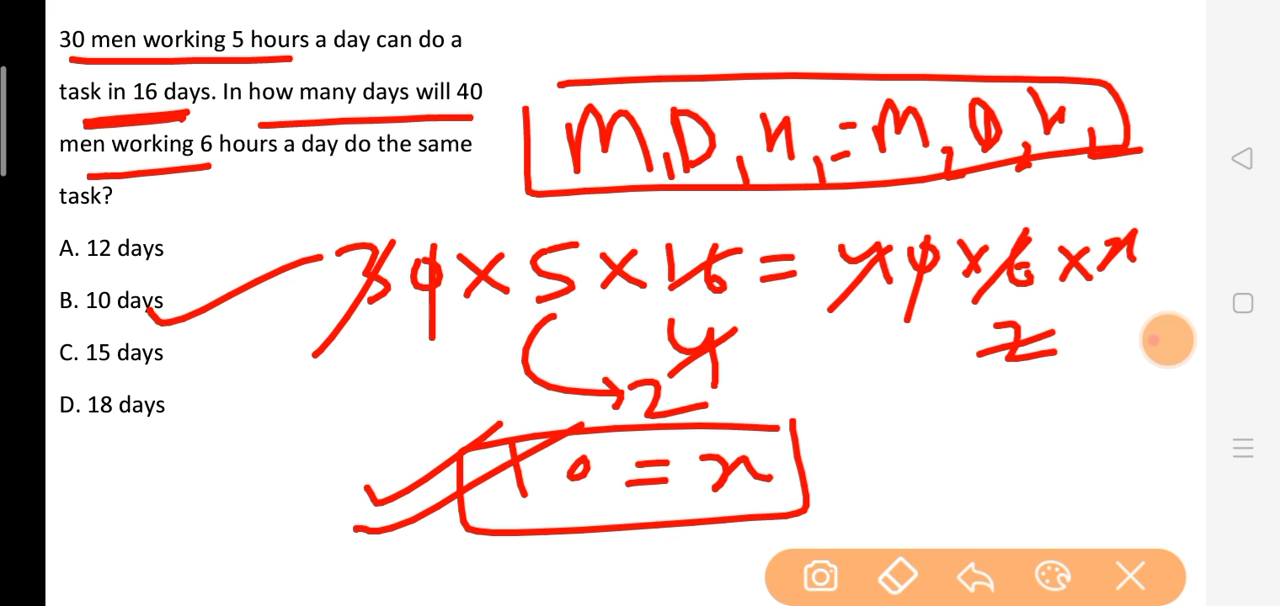 30 men working 5 hours a day can do a
task in 16 days. In how many days will 40
men working 6 hours a day do the same
task?
A. 12 days
B. 10 days
C. 15 days
D. 18 days
M₁D₁H₁=M₂D₂H₂
30×5×16=40×6×x
4
2
2
10=x